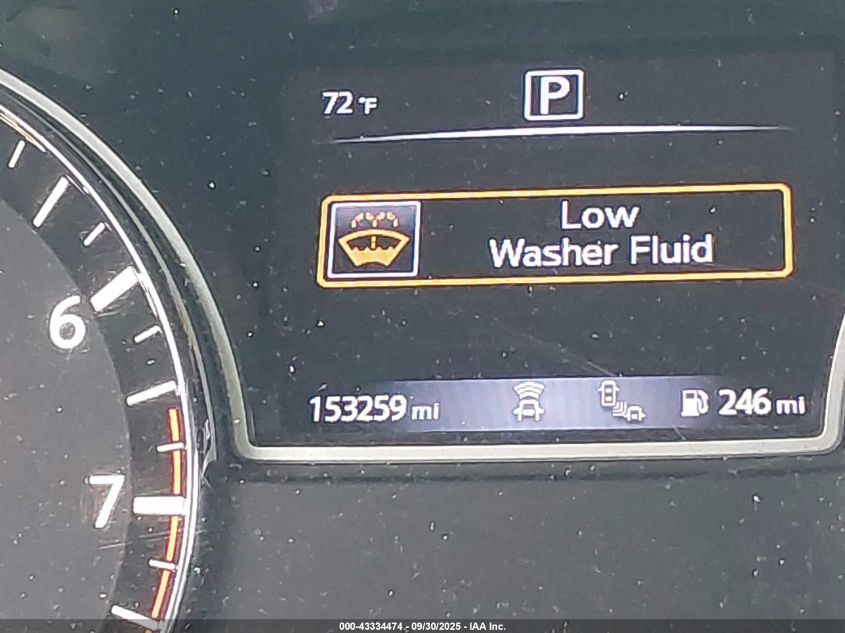 72 °F
P
Low
Washer Fluid
6
153259 mi
246 mi
7
000-43334474 - 09/30/2025 - IAA Inc.